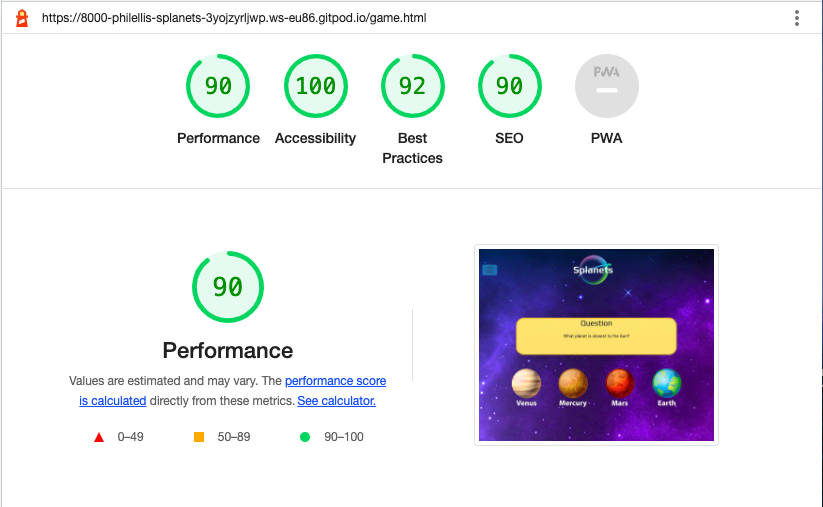 https://8000-philellis-splanets-3yojzyrljwp.ws-eu86.gitpod.io/game.html
90
100
92
90
PWA
Performance
Accessibility
Best
Practices
SEO
PWA
90
Performance
Values are estimated and may vary. The performance score
is calculated directly from these metrics. See calculator.
0–49
50–89
90–100
Splanets
Question
What planet is closest to the Sun?
Venus
Mercury
Mars
Earth